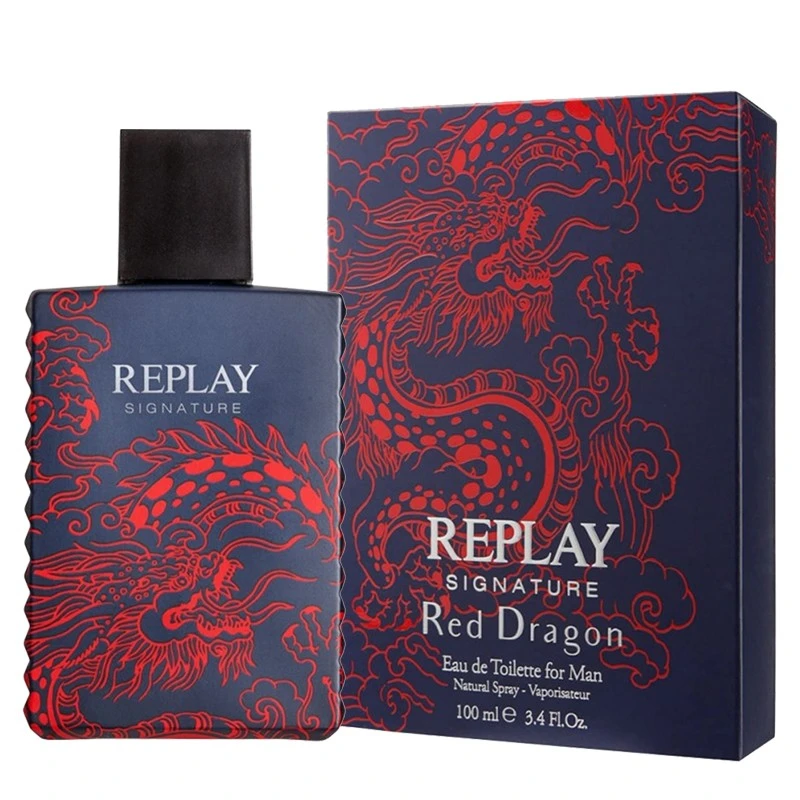 REPLAY
SIGNATURE
REPLAY
SIGNATURE
Red Dragon
Eau de Toilette for Man
Natural Spray - Vaporisateur
100 ml e 3.4 Fl.Oz.